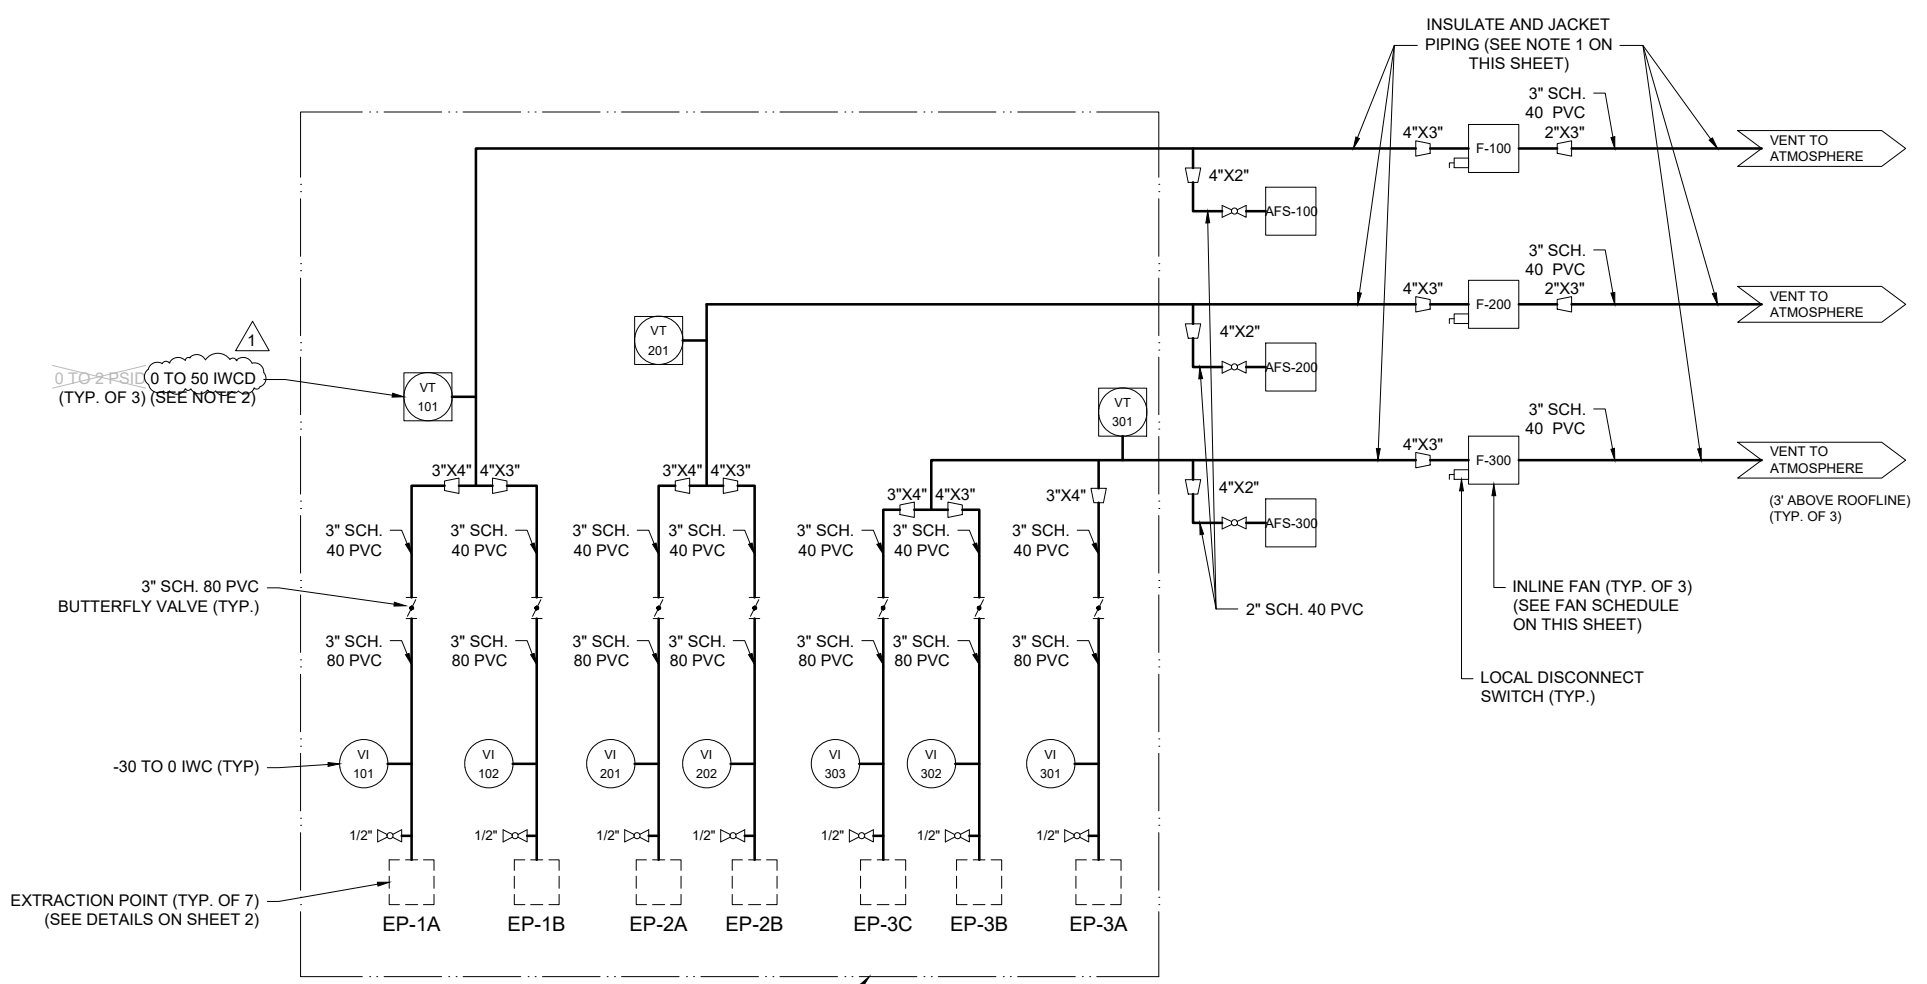 INSULATE AND JACKET
PIPING (SEE NOTE 1 ON
THIS SHEET)
3" SCH.
40 PVC
4"X3"
F-100
2"X3"
VENT TO
ATMOSPHERE
4"X2"
AFS-100
3" SCH.
40 PVC
4"X3"
F-200
2"X3"
VENT TO
ATMOSPHERE
VT
201
4"X2"
AFS-200
1
0 TO 2 PSID
0 TO 50 IWCD
(TYP. OF 3) (SEE NOTE 2)
VT
101
VT
301
3" SCH.
40 PVC
4"X3"
F-300
VENT TO
ATMOSPHERE
(3' ABOVE ROOFLINE)
(TYP. OF 3)
3"X4" 4"X3"
3"X4" 4"X3"
3"X4" 4"X3"
3"X4"
4"X2"
AFS-300
3" SCH.
40 PVC
3" SCH.
40 PVC
3" SCH.
40 PVC
3" SCH.
40 PVC
3" SCH.
40 PVC
3" SCH.
40 PVC
3" SCH.
40 PVC
3" SCH. 80 PVC
BUTTERFLY VALVE (TYP.)
2" SCH. 40 PVC
INLINE FAN (TYP. OF 3)
(SEE FAN SCHEDULE
ON THIS SHEET)
LOCAL DISCONNECT
SWITCH (TYP.)
3" SCH.
80 PVC
3" SCH.
80 PVC
3" SCH.
80 PVC
3" SCH.
80 PVC
3" SCH.
80 PVC
3" SCH.
80 PVC
3" SCH.
80 PVC
-30 TO 0 IWC (TYP)
VI
101
VI
102
VI
201
VI
202
VI
303
VI
302
VI
301
1/2"
1/2"
1/2"
1/2"
1/2"
1/2"
1/2"
EXTRACTION POINT (TYP. OF 7)
(SEE DETAILS ON SHEET 2)
EP-1A
EP-1B
EP-2A
EP-2B
EP-3C
EP-3B
EP-3A